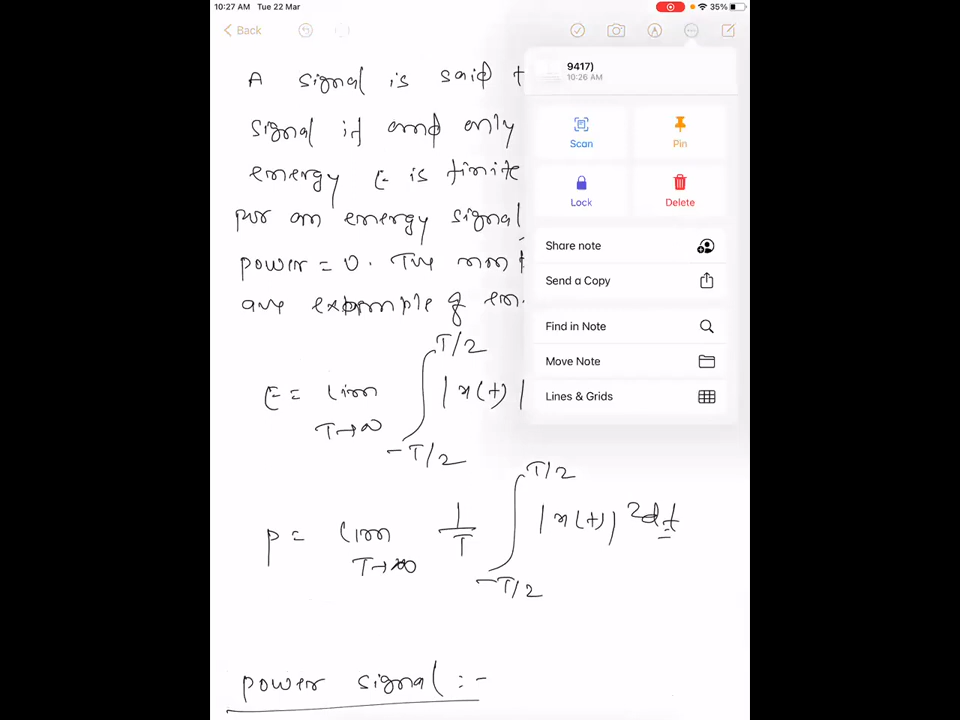 10:27 AM Tue 22 Mar
35%
Back
9417)
10:26 AM
Scan
Pin
Lock
Delete
Share note
Send a Copy
Find in Note
Move Note
Lines & Grids
A signal is said t
signal if and only
energy E is finite
for an energy signal
power = 0. The non
are example of en.
E = lim T→∞ ∫ -T/2 T/2 |x(t)|
P = lim T→∞ 1/T ∫ -T/2 T/2 |x(t)|²dt
power signal :-